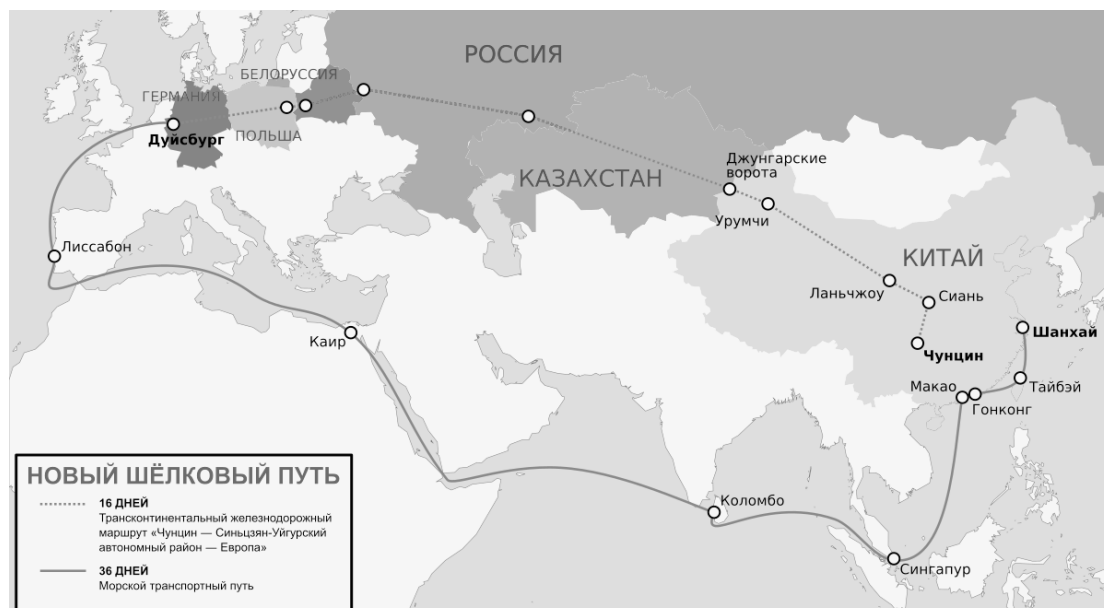 РОССИЯ
БЕЛОРУССИЯ
ГЕРМАНИЯ
Дуйсбург
ПОЛЬША
Джунгарские
ворота
КАЗАХСТАН
Урумчи
Лиссабон
КИТАЙ
Ланьчжоу
Сиань
Каир
Шанхай
Чунцин
Макао
Тайбэй
Гонконг
Коломбо
Сингапур
НОВЫЙ ШЁЛКОВЫЙ ПУТЬ
16 ДНЕЙ
Трансконтинентальный железнодорожный
маршрут «Чунцин — Синьцзян-Уйгурский
автономный район — Европа»
36 ДНЕЙ
Морской транспортный путь